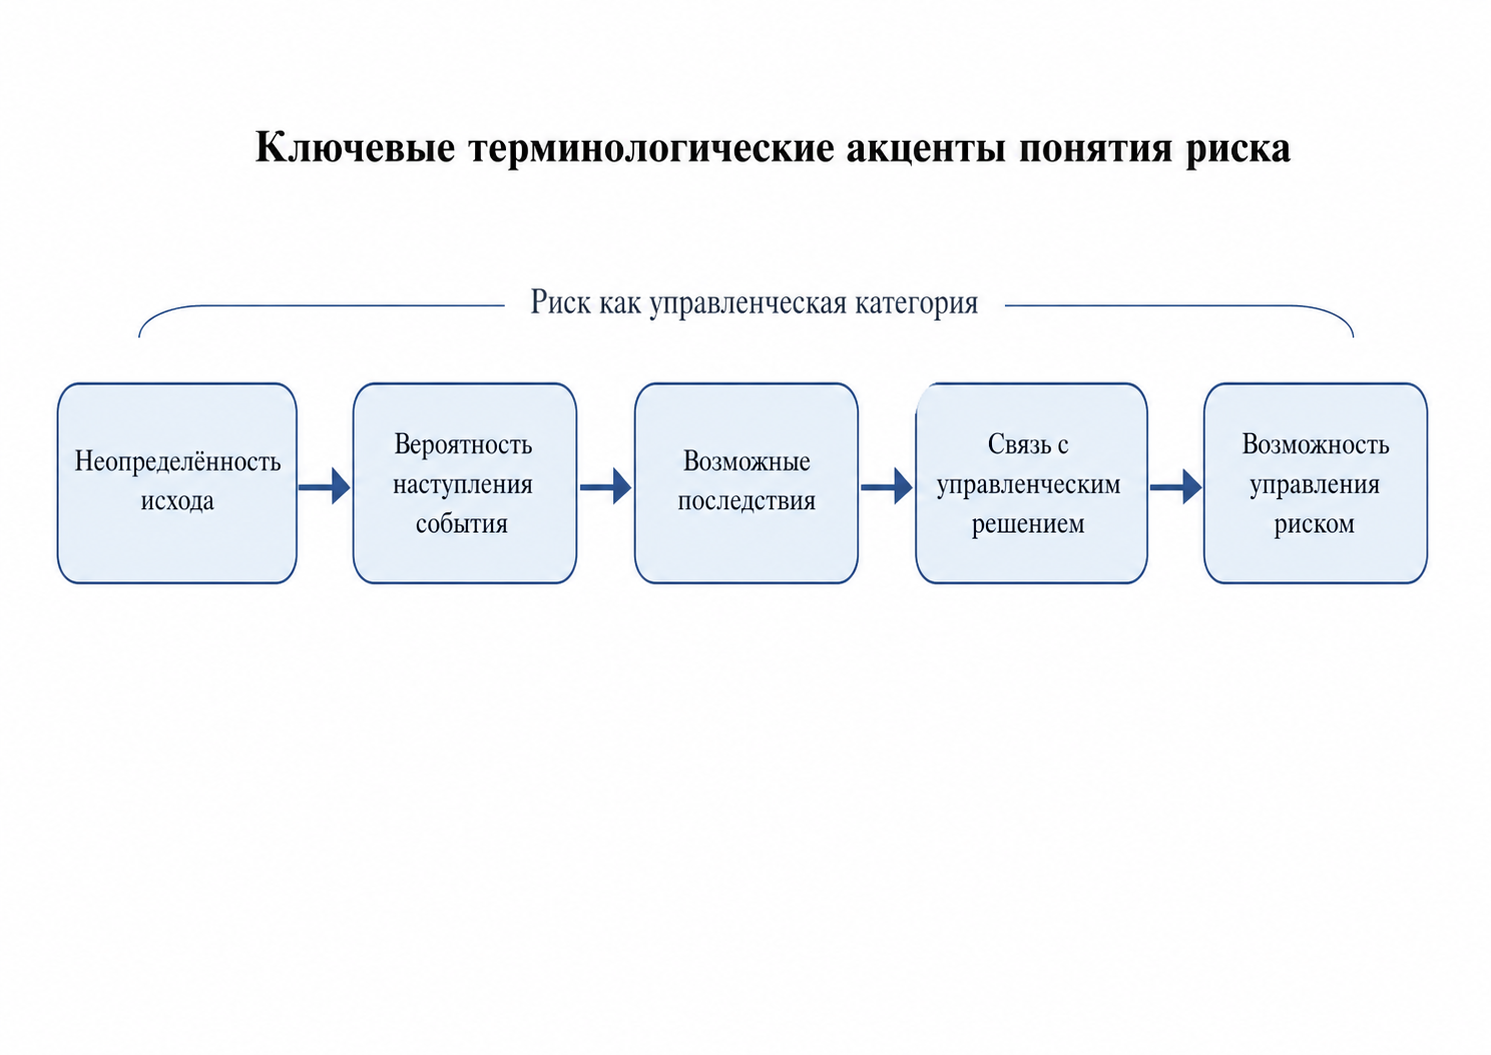 Ключевые терминологические акценты понятия риска
Риск как управленческая категория
Неопределённость
исхода
Вероятность
наступления
события
Возможные
последствия
Связь с
управленческим
решением
Возможность
управления
риском